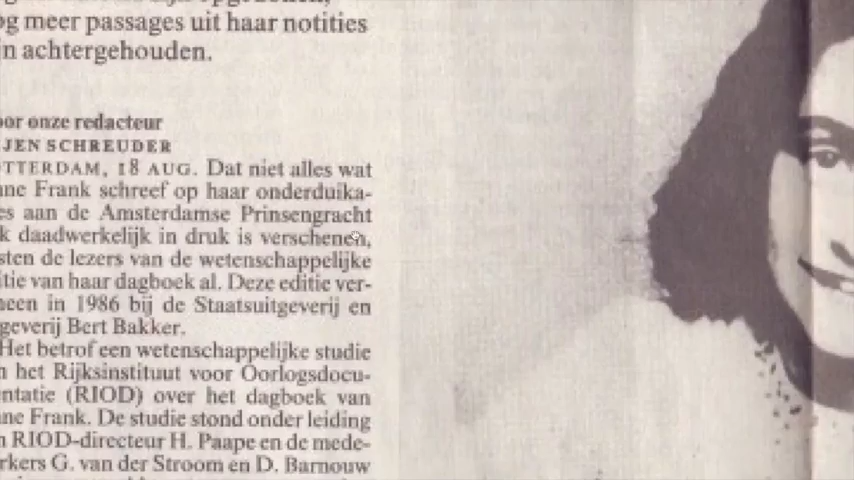 og meer passages uit haar notities
jn achtergehouden.
oor onze redacteur
JEN SCHREUDER
OTTERDAM, 18 AUG. Dat niet alles wat
ne Frank schreef op haar onderduika-
es aan de Amsterdamse Prinsengracht
k daadwerkelijk in druk is verschenen,
sten de lezers van de wetenschappelijke
itie van haar dagboek al. Deze editie ver-
heen in 1986 bij de Staatsuitgeverij en
geverij Bert Bakker.
Het betrof een wetenschappelijke studie
n het Rijksinstituut voor Oorlogsdocu-
entatie (RIOD) over het dagboek van
ne Frank. De studie stond onder leiding
n RIOD-directeur H. Paape en de mede-
rkers G. van der Stroom en D. Barnouw